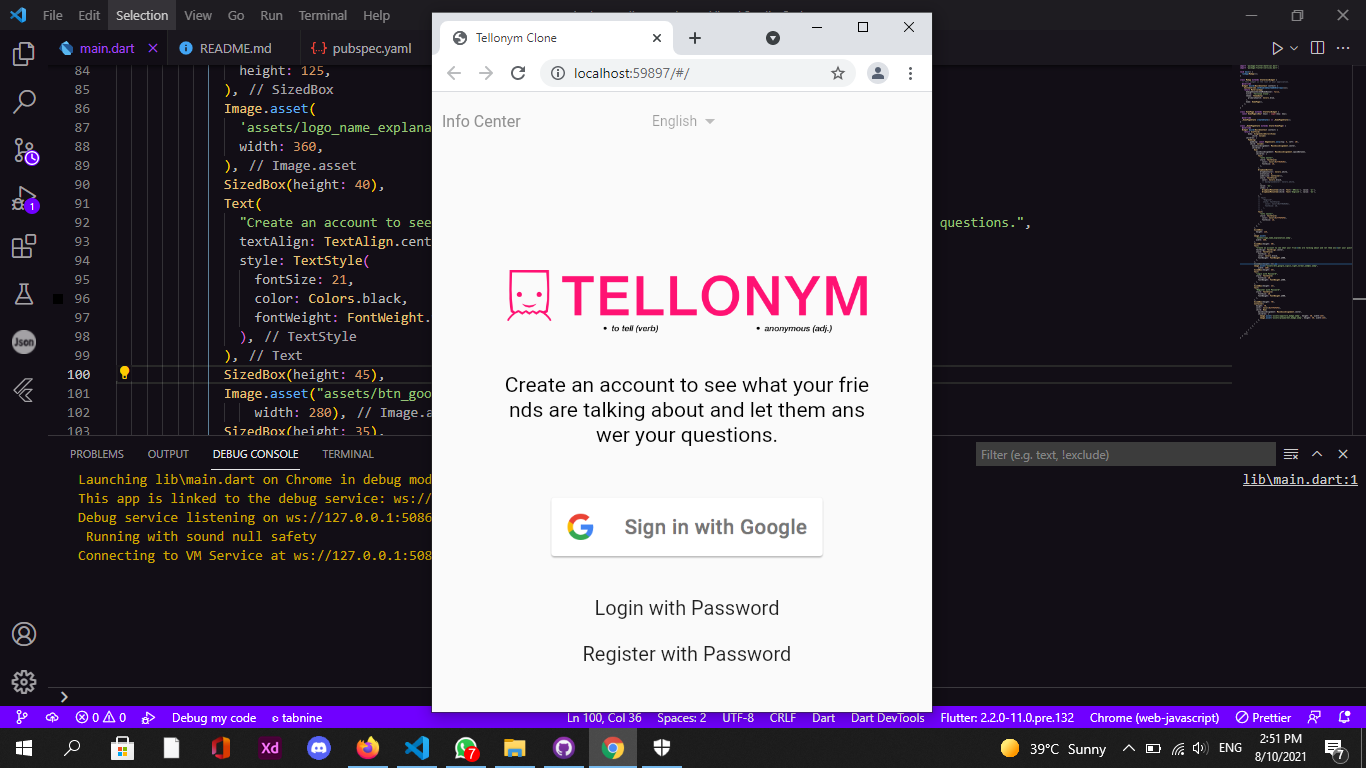 File Edit Selection View Go Run Terminal Help
main.dart
README.md
pubspec.yaml
84 height: 125,
85 ), // SizedBox
86 Image.asset(
87 'assets/logo_name_explana
88 width: 360,
89 ), // Image.asset
90 SizedBox(height: 40),
91 Text(
92 "Create an account to see questions.",
93 textAlign: TextAlign.cent
94 style: TextStyle(
95 fontSize: 21,
96 color: Colors.black,
97 fontWeight: FontWeight.
98 ), // TextStyle
99 ), // Text
100 SizedBox(height: 45),
101 Image.asset("assets/btn_goo
102 width: 280), // Image.a
103 SizedBox(height: 35),
1
Json
PROBLEMS OUTPUT DEBUG CONSOLE TERMINAL
Filter (e.g. text, !exclude)
Launching lib\main.dart on Chrome in debug mod
lib\main.dart:1
This app is linked to the debug service: ws://
Debug service listening on ws://127.0.0.1:5086
Running with sound null safety
Connecting to VM Service at ws://127.0.0.1:508
Tellonym Clone
localhost:59897/#/
Info Center
English
TELLONYM
• to tell (verb) • anonymous (adj.)
Create an account to see what your frie
nds are talking about and let them ans
wer your questions.
Sign in with Google
Login with Password
Register with Password
0 0 Debug my code tabnine Ln 100, Col 36 Spaces: 2 UTF-8 CRLF Dart Dart DevTools Flutter: 2.2.0-11.0.pre.132 Chrome (web-javascript) Prettier
Xd
7
39°C Sunny
ENG
2:51 PM
8/10/2021
7